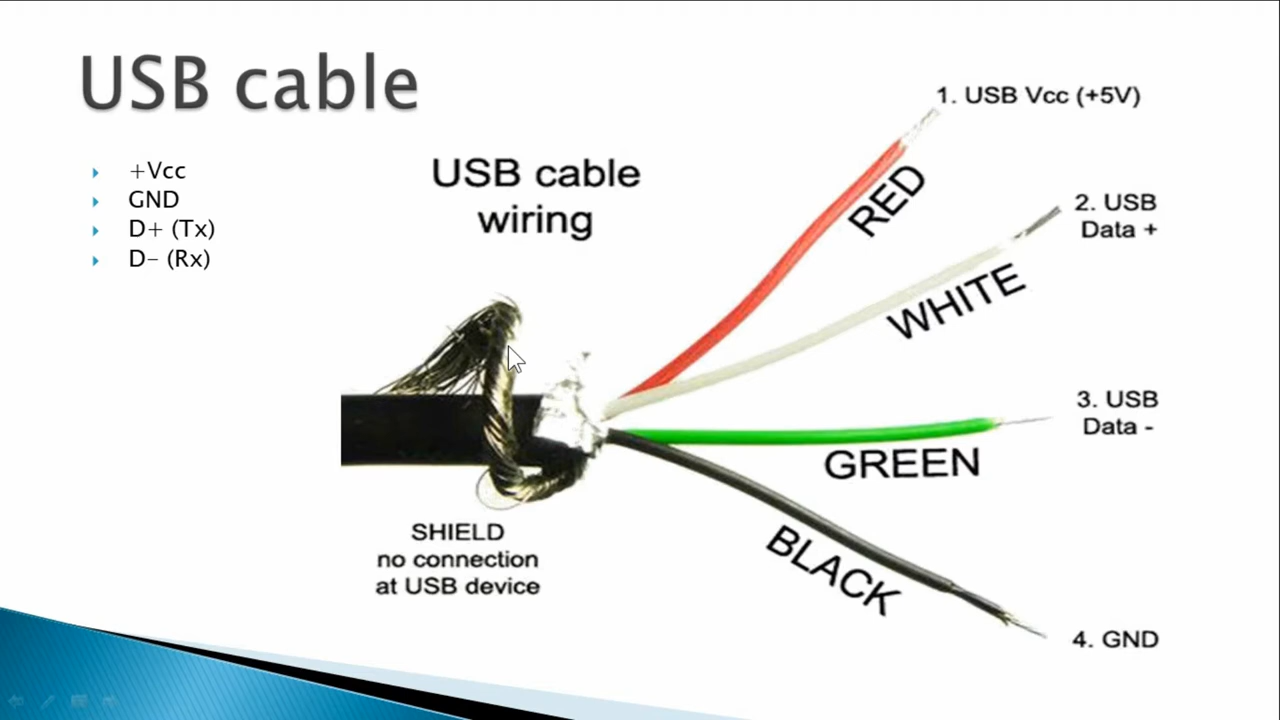 USB cable
+Vcc
GND
D+ (Tx)
D- (Rx)
USB cable
wiring
1. USB Vcc (+5V)
RED
2. USB
Data +
WHITE
3. USB
Data -
GREEN
BLACK
4. GND
SHIELD
no connection
at USB device